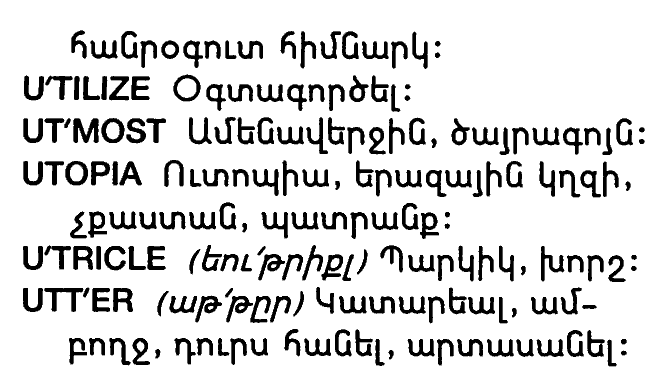 հանրօգուտ հիմնարկ:
U'TILIZE Օգտագործել:
UT'MOST Ամենավերջին, ծայրագոյն:
UTOPIA Ուտոպիա, երազային կղզի,
չքաստան, պատրանք:
U'TRICLE (եու՛թրիքլ) Պարկիկ, խորշ:
UTT'ER (աթ՛թըր) Կատարեալ, ամ-
բողջ, դուրս հանել, արտասանել: